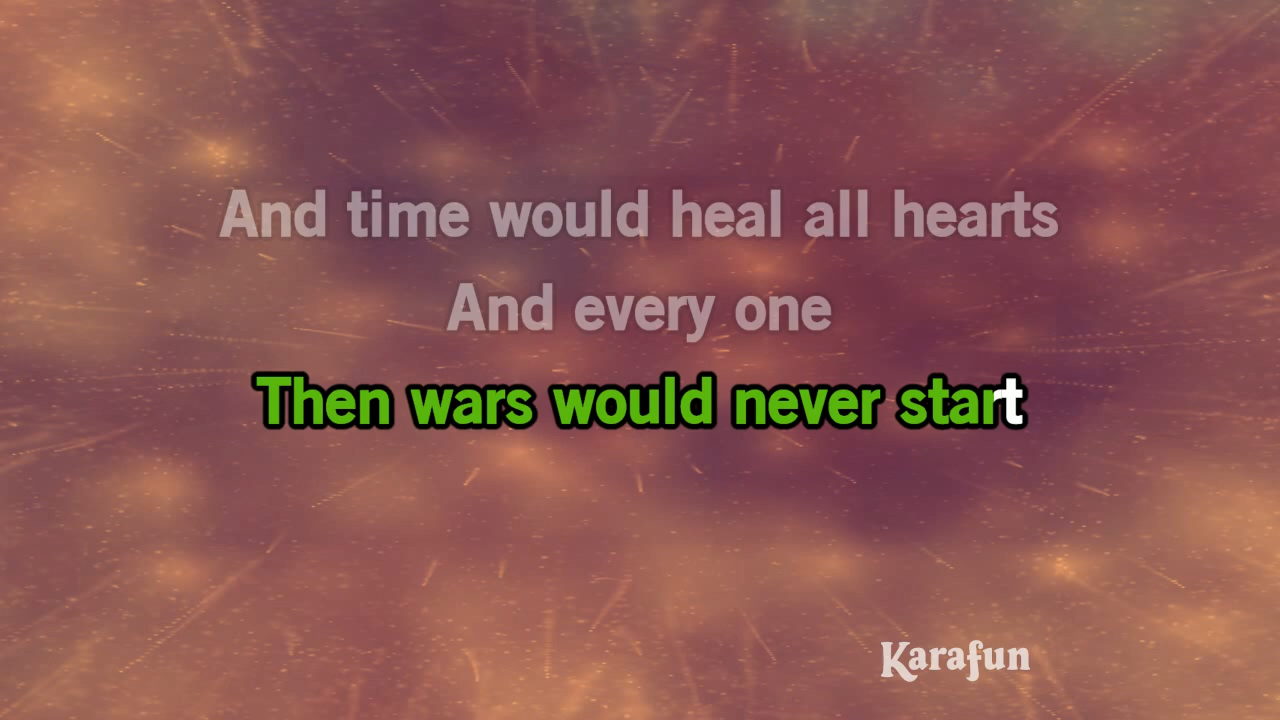 And time would heal all hearts
And every one
Then wars would never start
Karafun